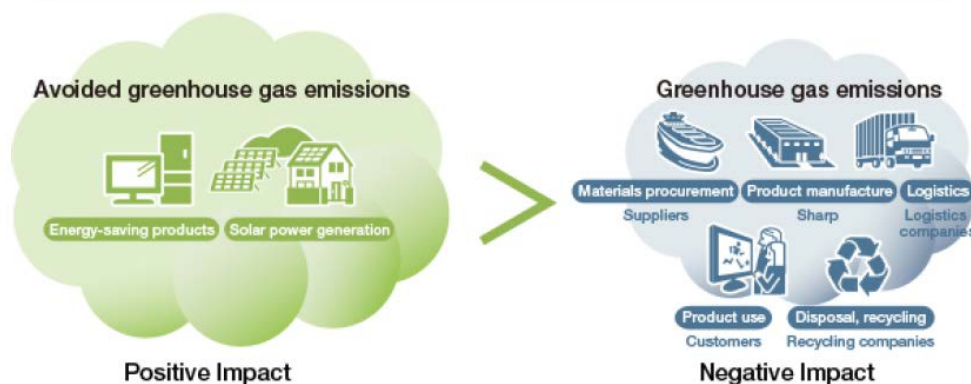 Avoided greenhouse gas emissions
Energy-saving products
Solar power generation
Positive Impact
>
Greenhouse gas emissions
Materials procurement
Suppliers
Product manufacture
Sharp
Logistics
Logistics
companies
Product use
Customers
Disposal, recycling
Recycling companies
Negative Impact